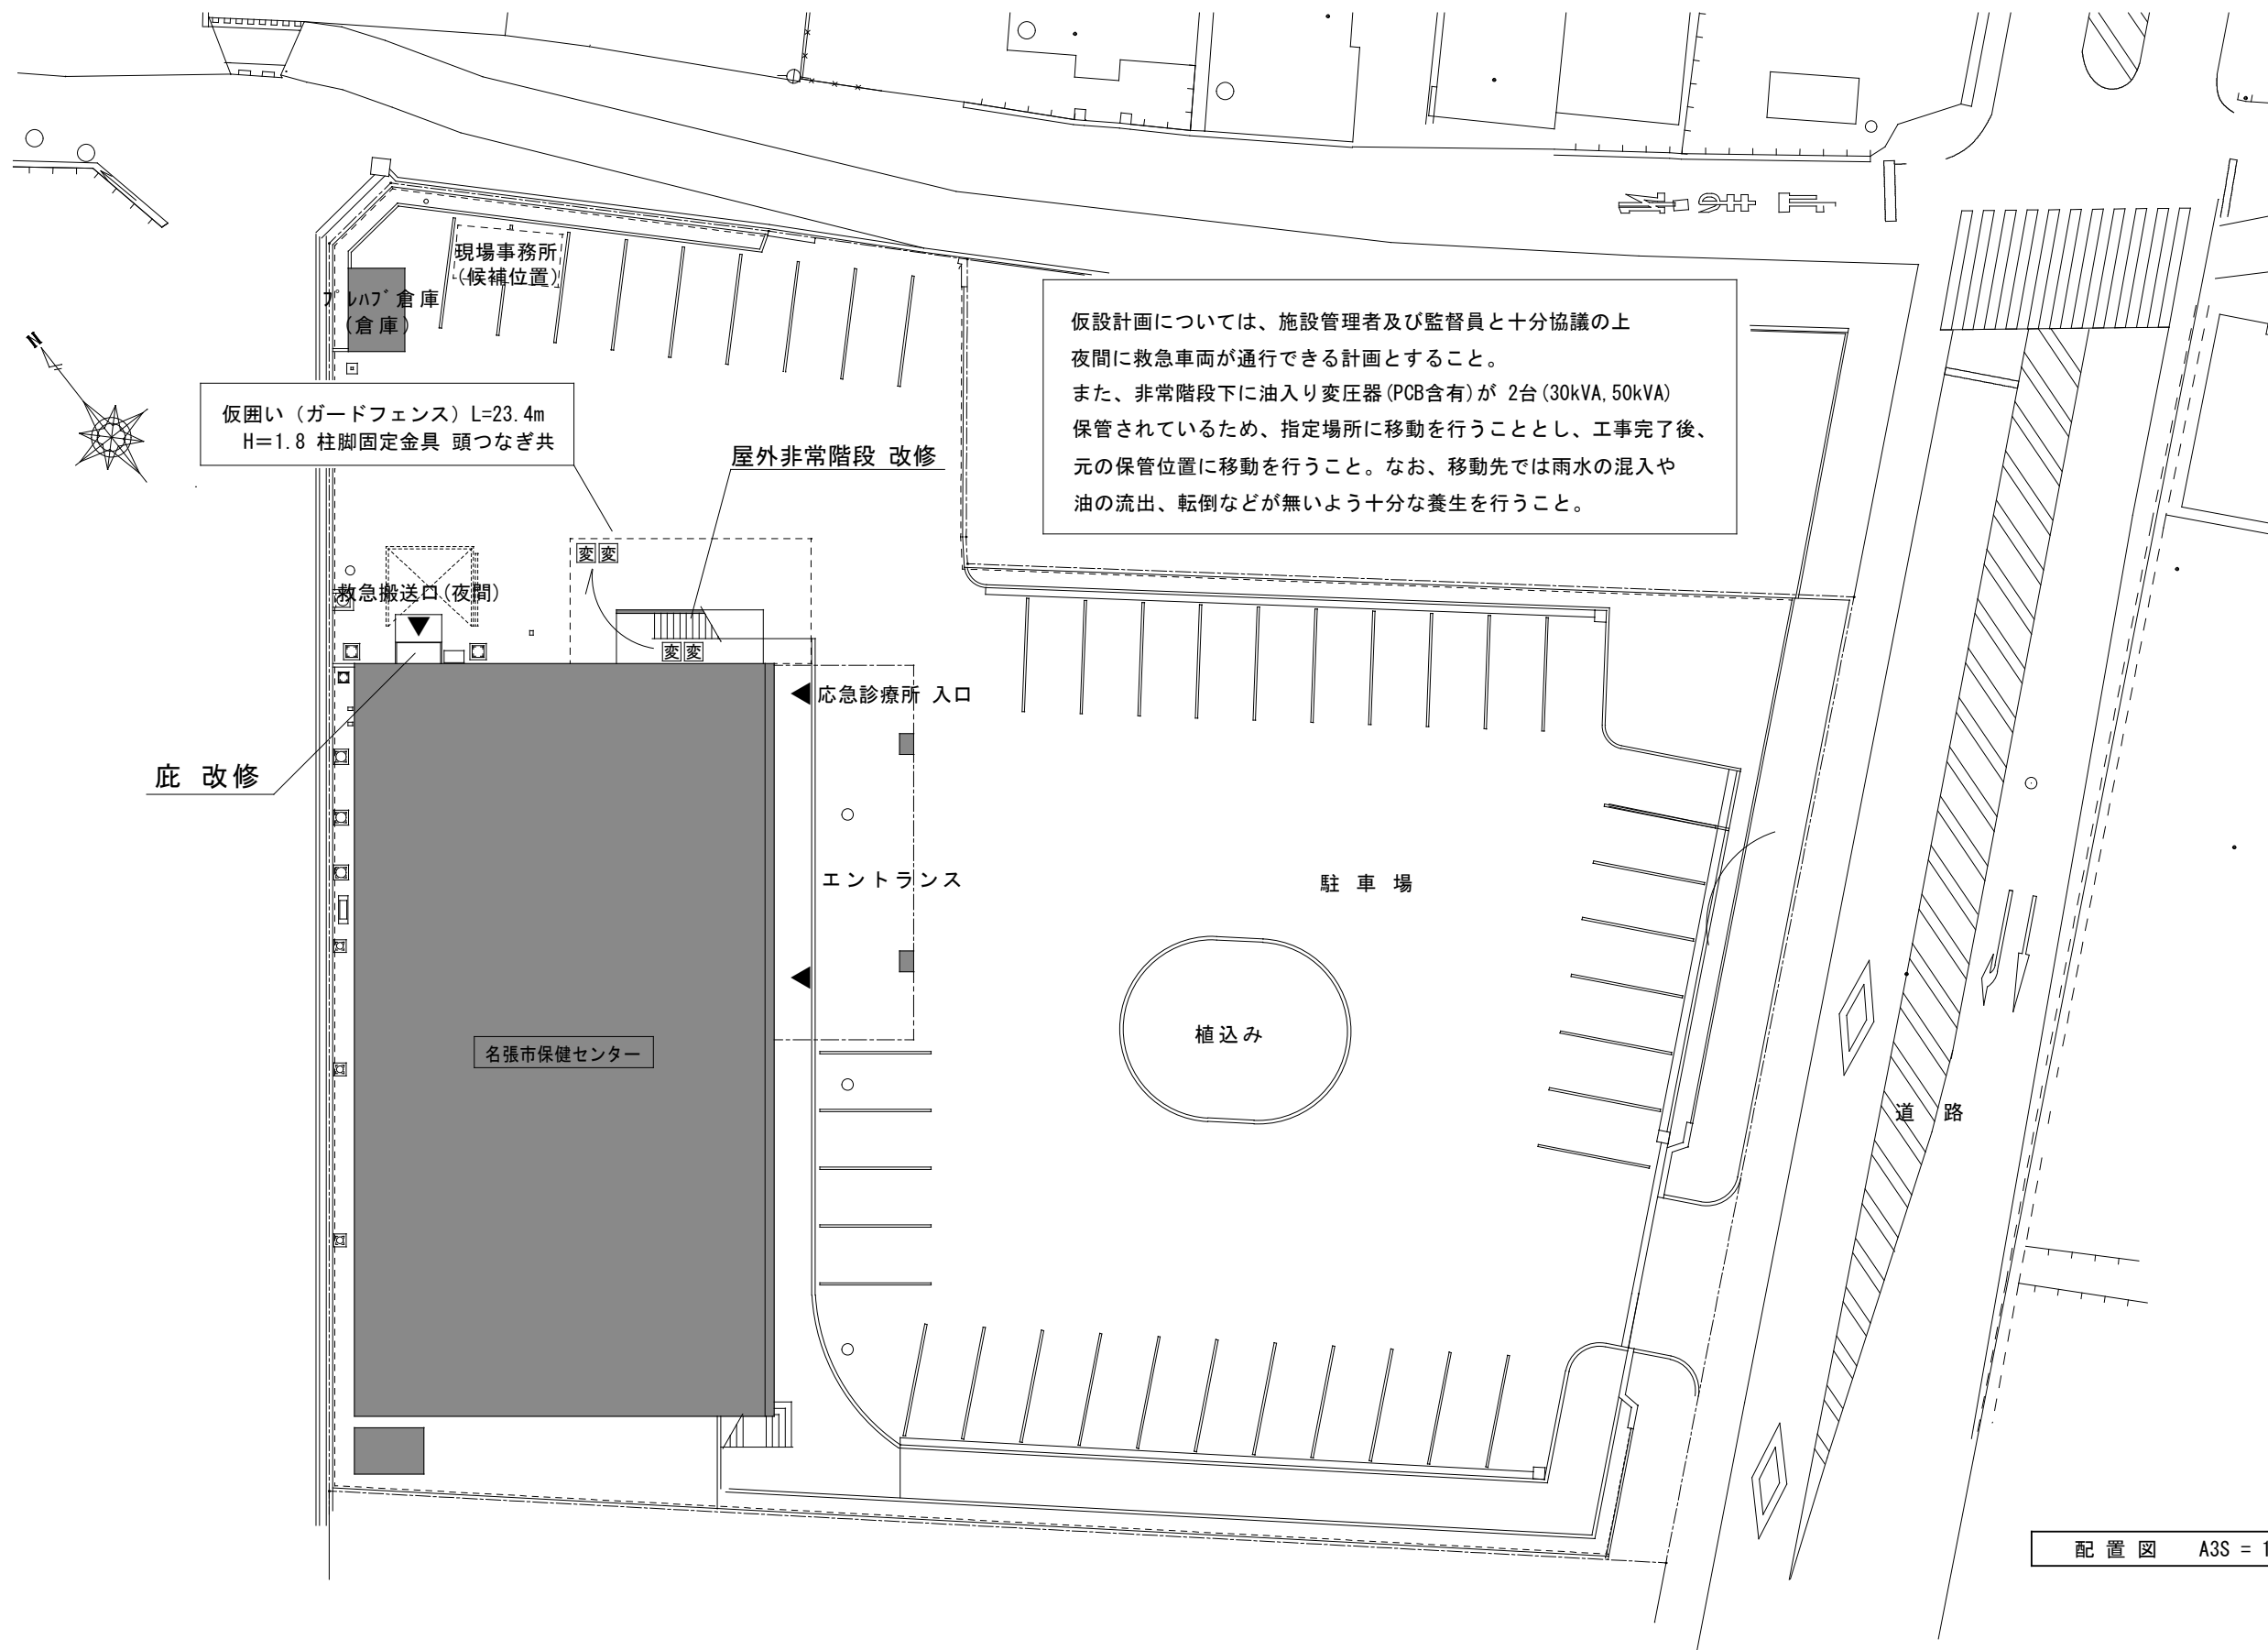 現場事務所
(候補位置)
ﾌﾟﾚﾊﾌﾞ倉庫
(倉庫)
N
仮囲い（ガードフェンス）L=23.4m
H=1.8 柱脚固定金具 頭つなぎ共
屋外非常階段 改修
仮設計画については、施設管理者及び監督員と十分協議の上
夜間に救急車両が通行できる計画とすること。
また、非常階段下に油入り変圧器(PCB含有)が 2台(30kVA,50kVA)
保管されているため、指定場所に移動を行うこととし、工事完了後、
元の保管位置に移動を行うこと。なお、移動先では雨水の混入や
油の流出、転倒などが無いよう十分な養生を行うこと。
変変
救急搬送口(夜間)
変変
応急診療所 入口
庇 改修
エントランス
駐車場
植込み
名張市保健センター
道路
配置図 A3S = 1